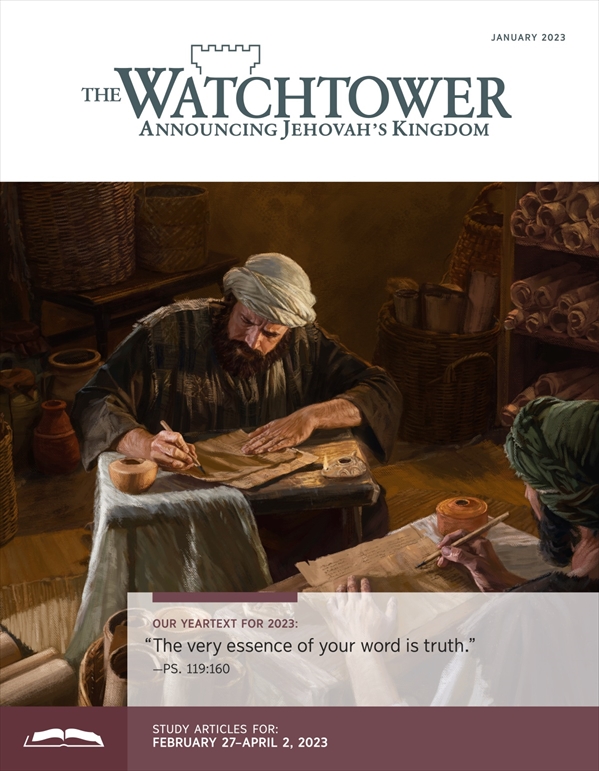 JANUARY 2023
THE WATCHTOWER
ANNOUNCING JEHOVAH'S KINGDOM
OUR YEARTEXT FOR 2023:
“The very essence of your word is truth.”
—PS. 119:160
STUDY ARTICLES FOR:
FEBRUARY 27–APRIL 2, 2023